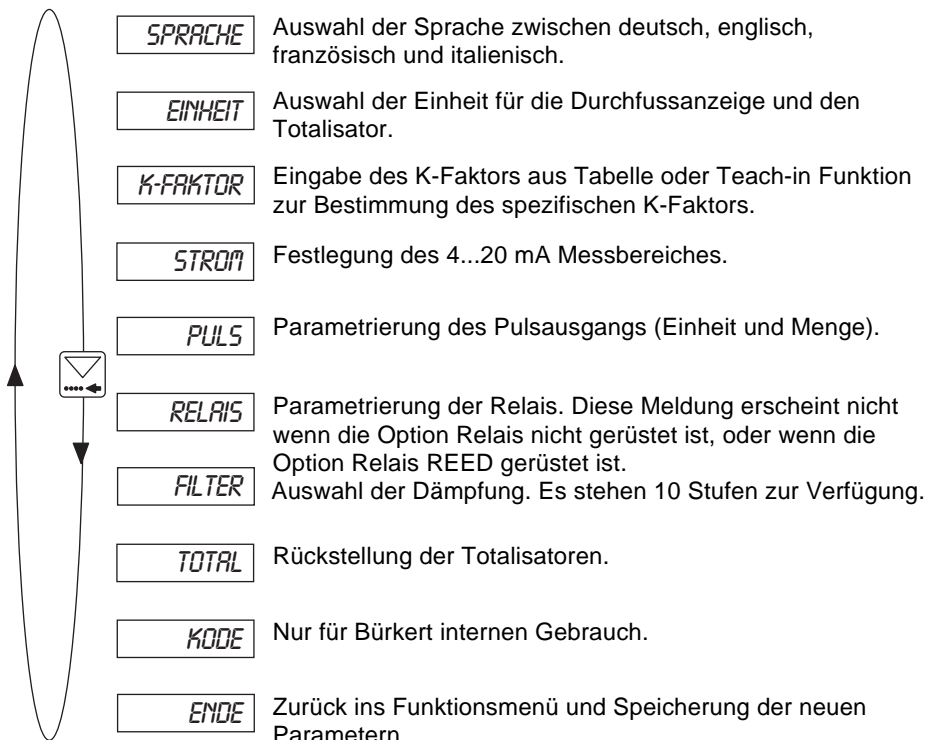 SPRACHE
Auswahl der Sprache zwischen deutsch, englisch,
französisch und italienisch.
EINHEIT
Auswahl der Einheit für die Durchfussanzeige und den
Totalisator.
K-FAKTOR
Eingabe des K-Faktors aus Tabelle oder Teach-in Funktion
zur Bestimmung des spezifischen K-Faktors.
STROM
Festlegung des 4...20 mA Messbereiches.
PULS
Parametrierung des Pulsausgangs (Einheit und Menge).
RELAIS
Parametrierung der Relais. Diese Meldung erscheint nicht
wenn die Option Relais nicht gerüstet ist, oder wenn die
Option Relais REED gerüstet ist.
FILTER
Auswahl der Dämpfung. Es stehen 10 Stufen zur Verfügung.
TOTAL
Rückstellung der Totalisatoren.
KODE
Nur für Bürkert internen Gebrauch.
ENDE
Zurück ins Funktionsmenü und Speicherung der neuen
Parametern